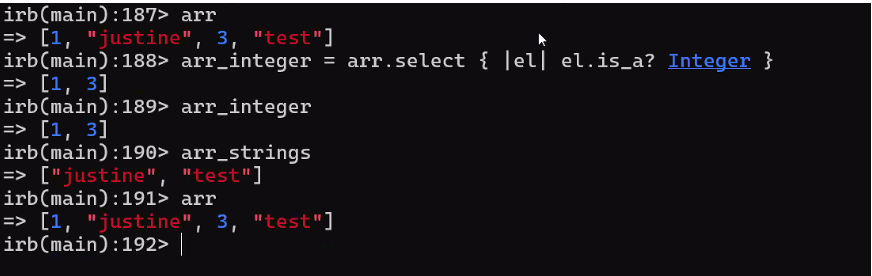 irb(main):187> arr
=> [1, "justine", 3, "test"]
irb(main):188> arr_integer = arr.select { |el| el.is_a? Integer }
=> [1, 3]
irb(main):189> arr_integer
=> [1, 3]
irb(main):190> arr_strings
=> ["justine", "test"]
irb(main):191> arr
=> [1, "justine", 3, "test"]
irb(main):192>